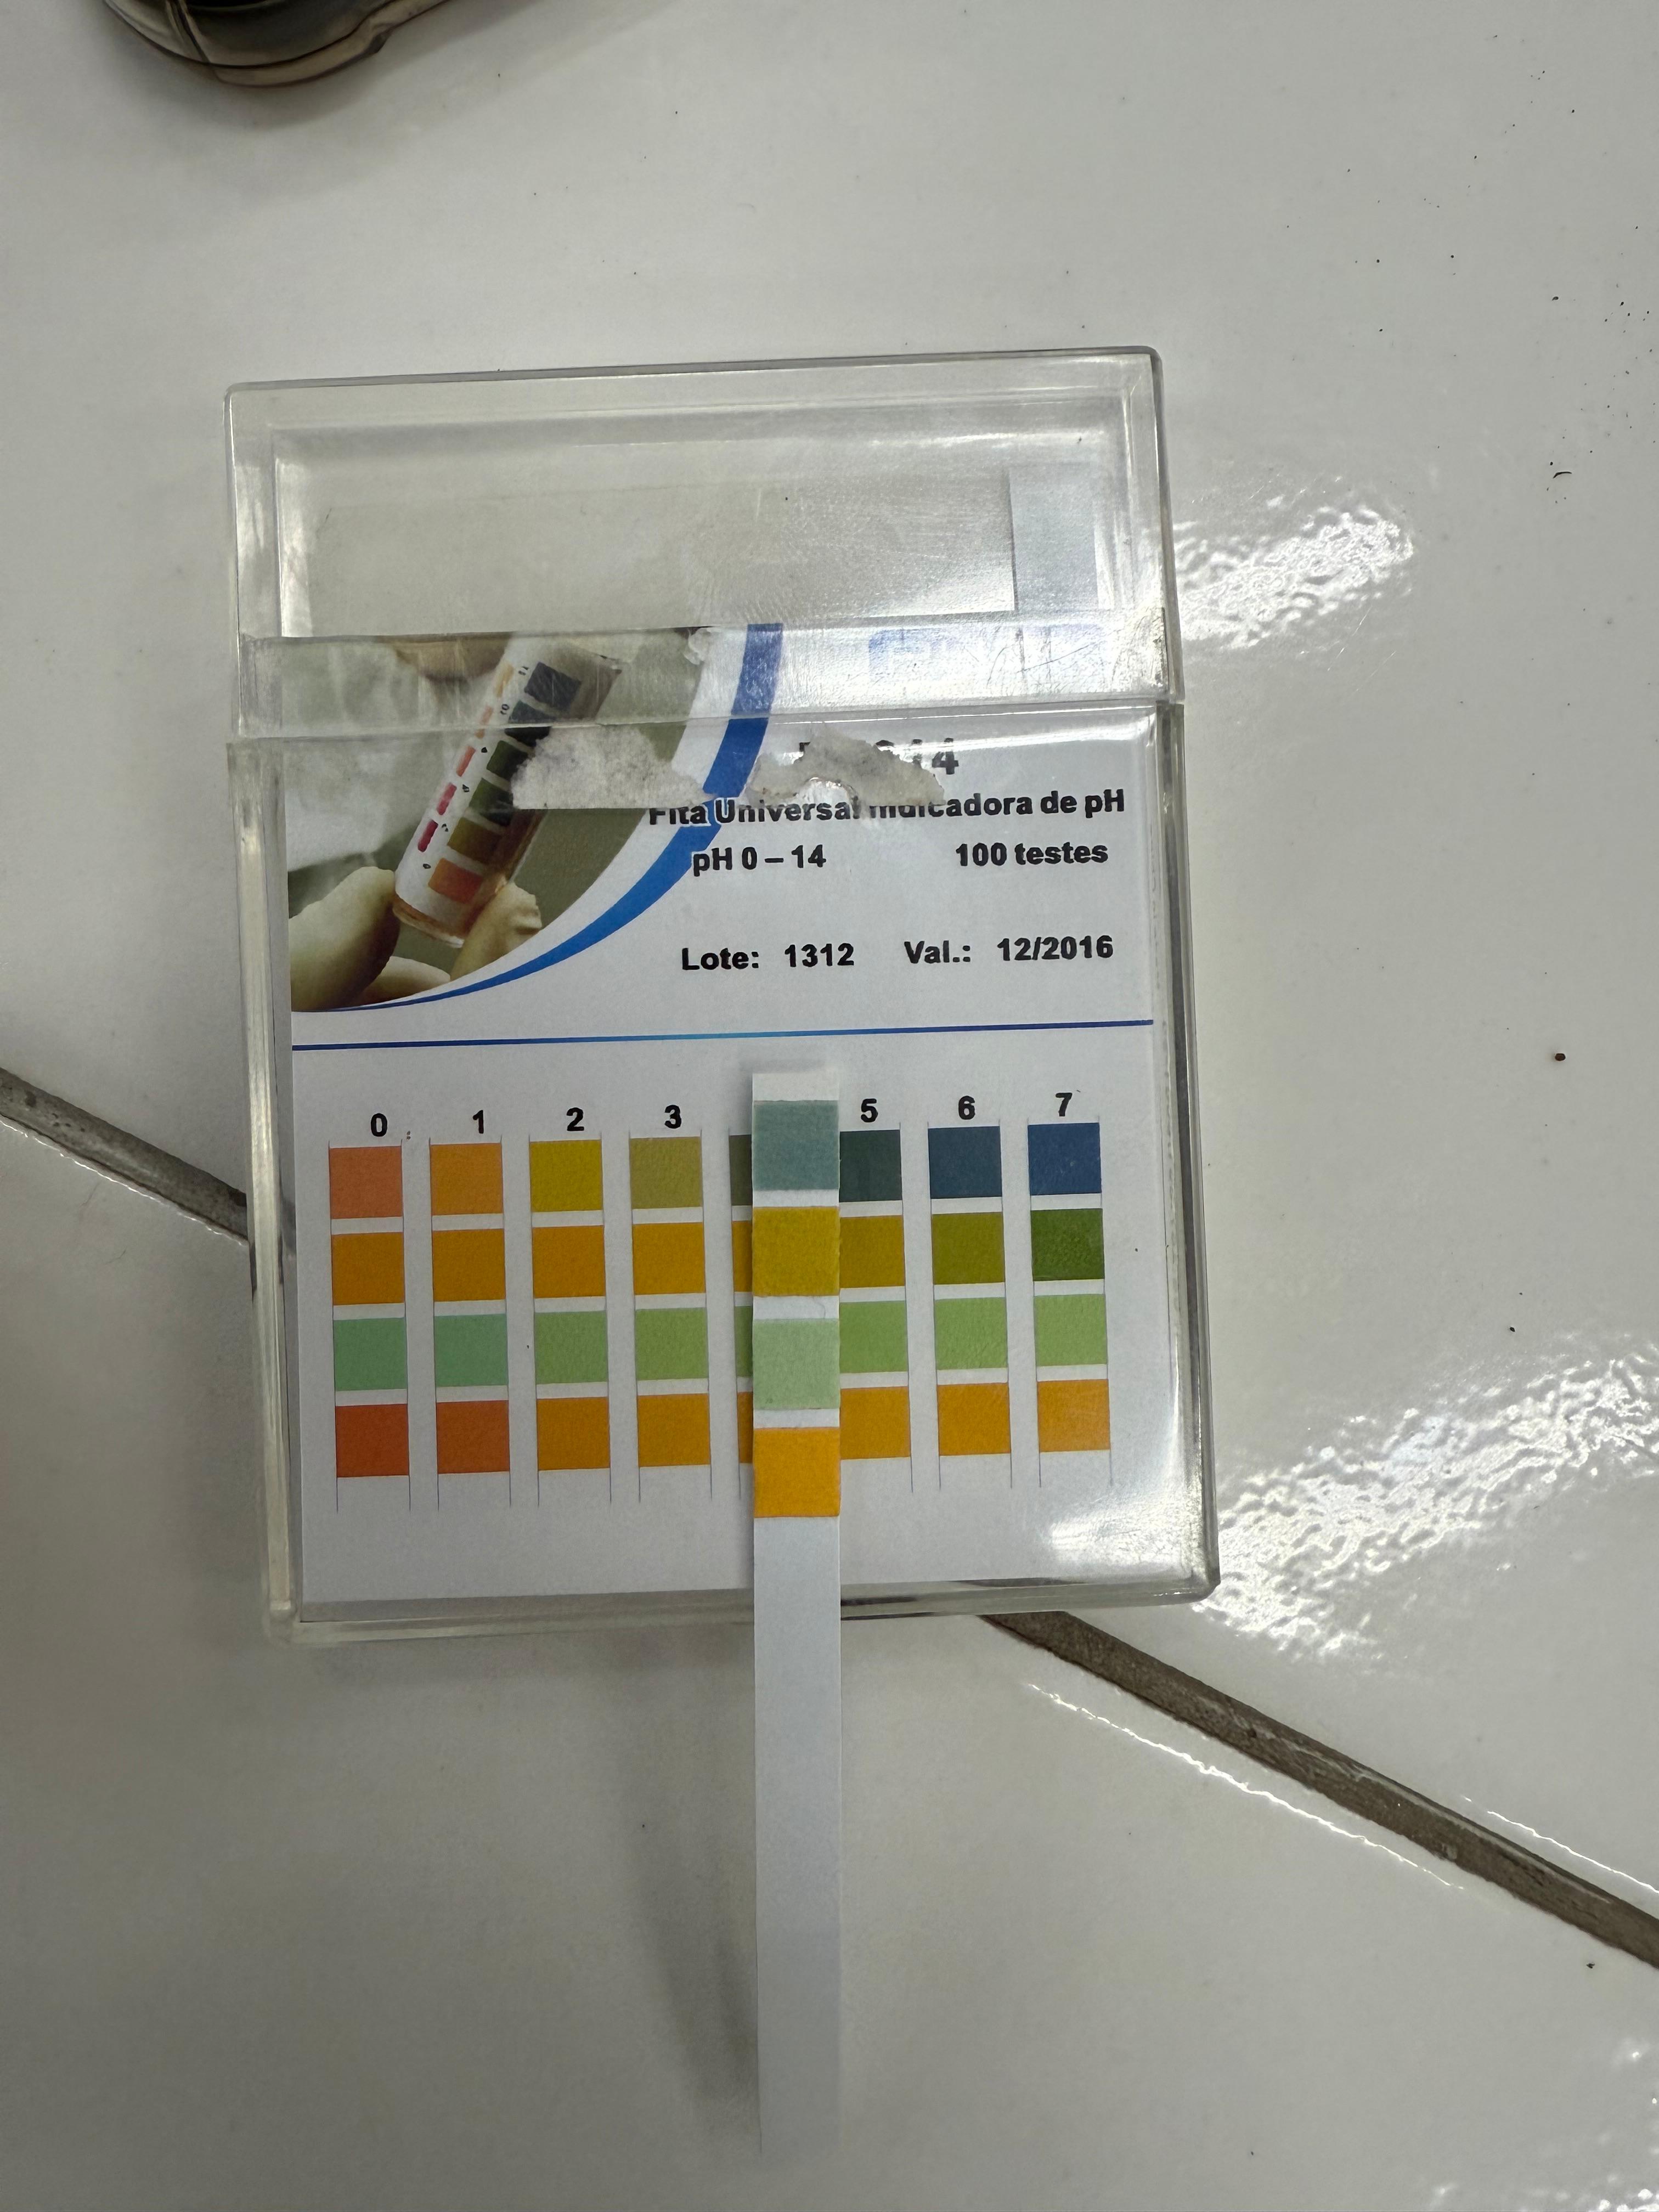 Fita Universal Indicadora de pH
pH 0 – 14 100 testes
Lote: 1312 Val.: 12/2016
0 1 2 3 5 6 7